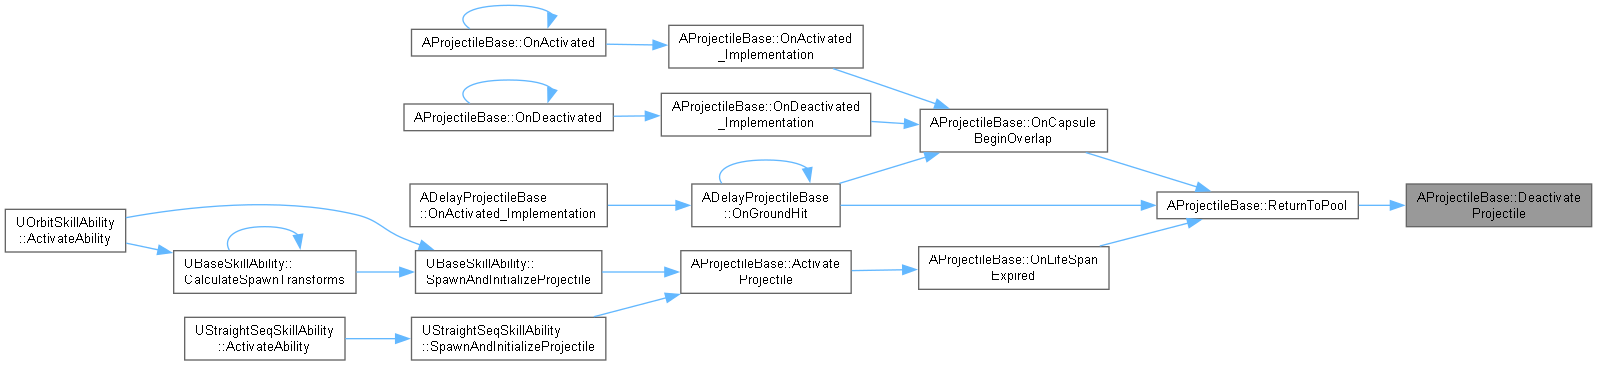 AProjectileBase::OnActivated
AProjectileBase::OnActivated
_Implementation
AProjectileBase::OnDeactivated
AProjectileBase::OnDeactivated
_Implementation
AProjectileBase::OnCapsule
BeginOverlap
ADelayProjectileBase
::OnActivated_Implementation
ADelayProjectileBase
::OnGroundHit
AProjectileBase::ReturnToPool
AProjectileBase::Deactivate
Projectile
UOrbitSkillAbility
::ActivateAbility
UBaseSkillAbility::
CalculateSpawnTransforms
UBaseSkillAbility::
SpawnAndInitializeProjectile
AProjectileBase::Activate
Projectile
AProjectileBase::OnLifeSpan
Expired
UStraightSeqSkillAbility
::ActivateAbility
UStraightSeqSkillAbility
::SpawnAndInitializeProjectile